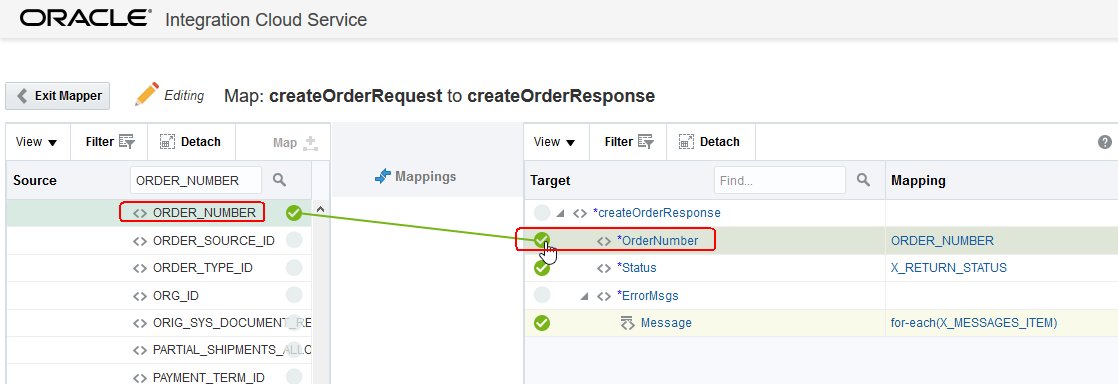 ORACLE® Integration Cloud Service
Exit Mapper Editing Map: createOrderRequest to createOrderResponse
View Filter Detach Map View Filter Detach
Source ORDER_NUMBER Mappings Target Find... Mapping
ORDER_NUMBER *createOrderResponse
ORDER_SOURCE_ID *OrderNumber ORDER_NUMBER
ORDER_TYPE_ID *Status X_RETURN_STATUS
ORG_ID *ErrorMsgs
ORIG_SYS_DOCUMENT_RE Message for-each(X_MESSAGES_ITEM)
PARTIAL_SHIPMENTS_ALLO
PAYMENT_TERM_ID